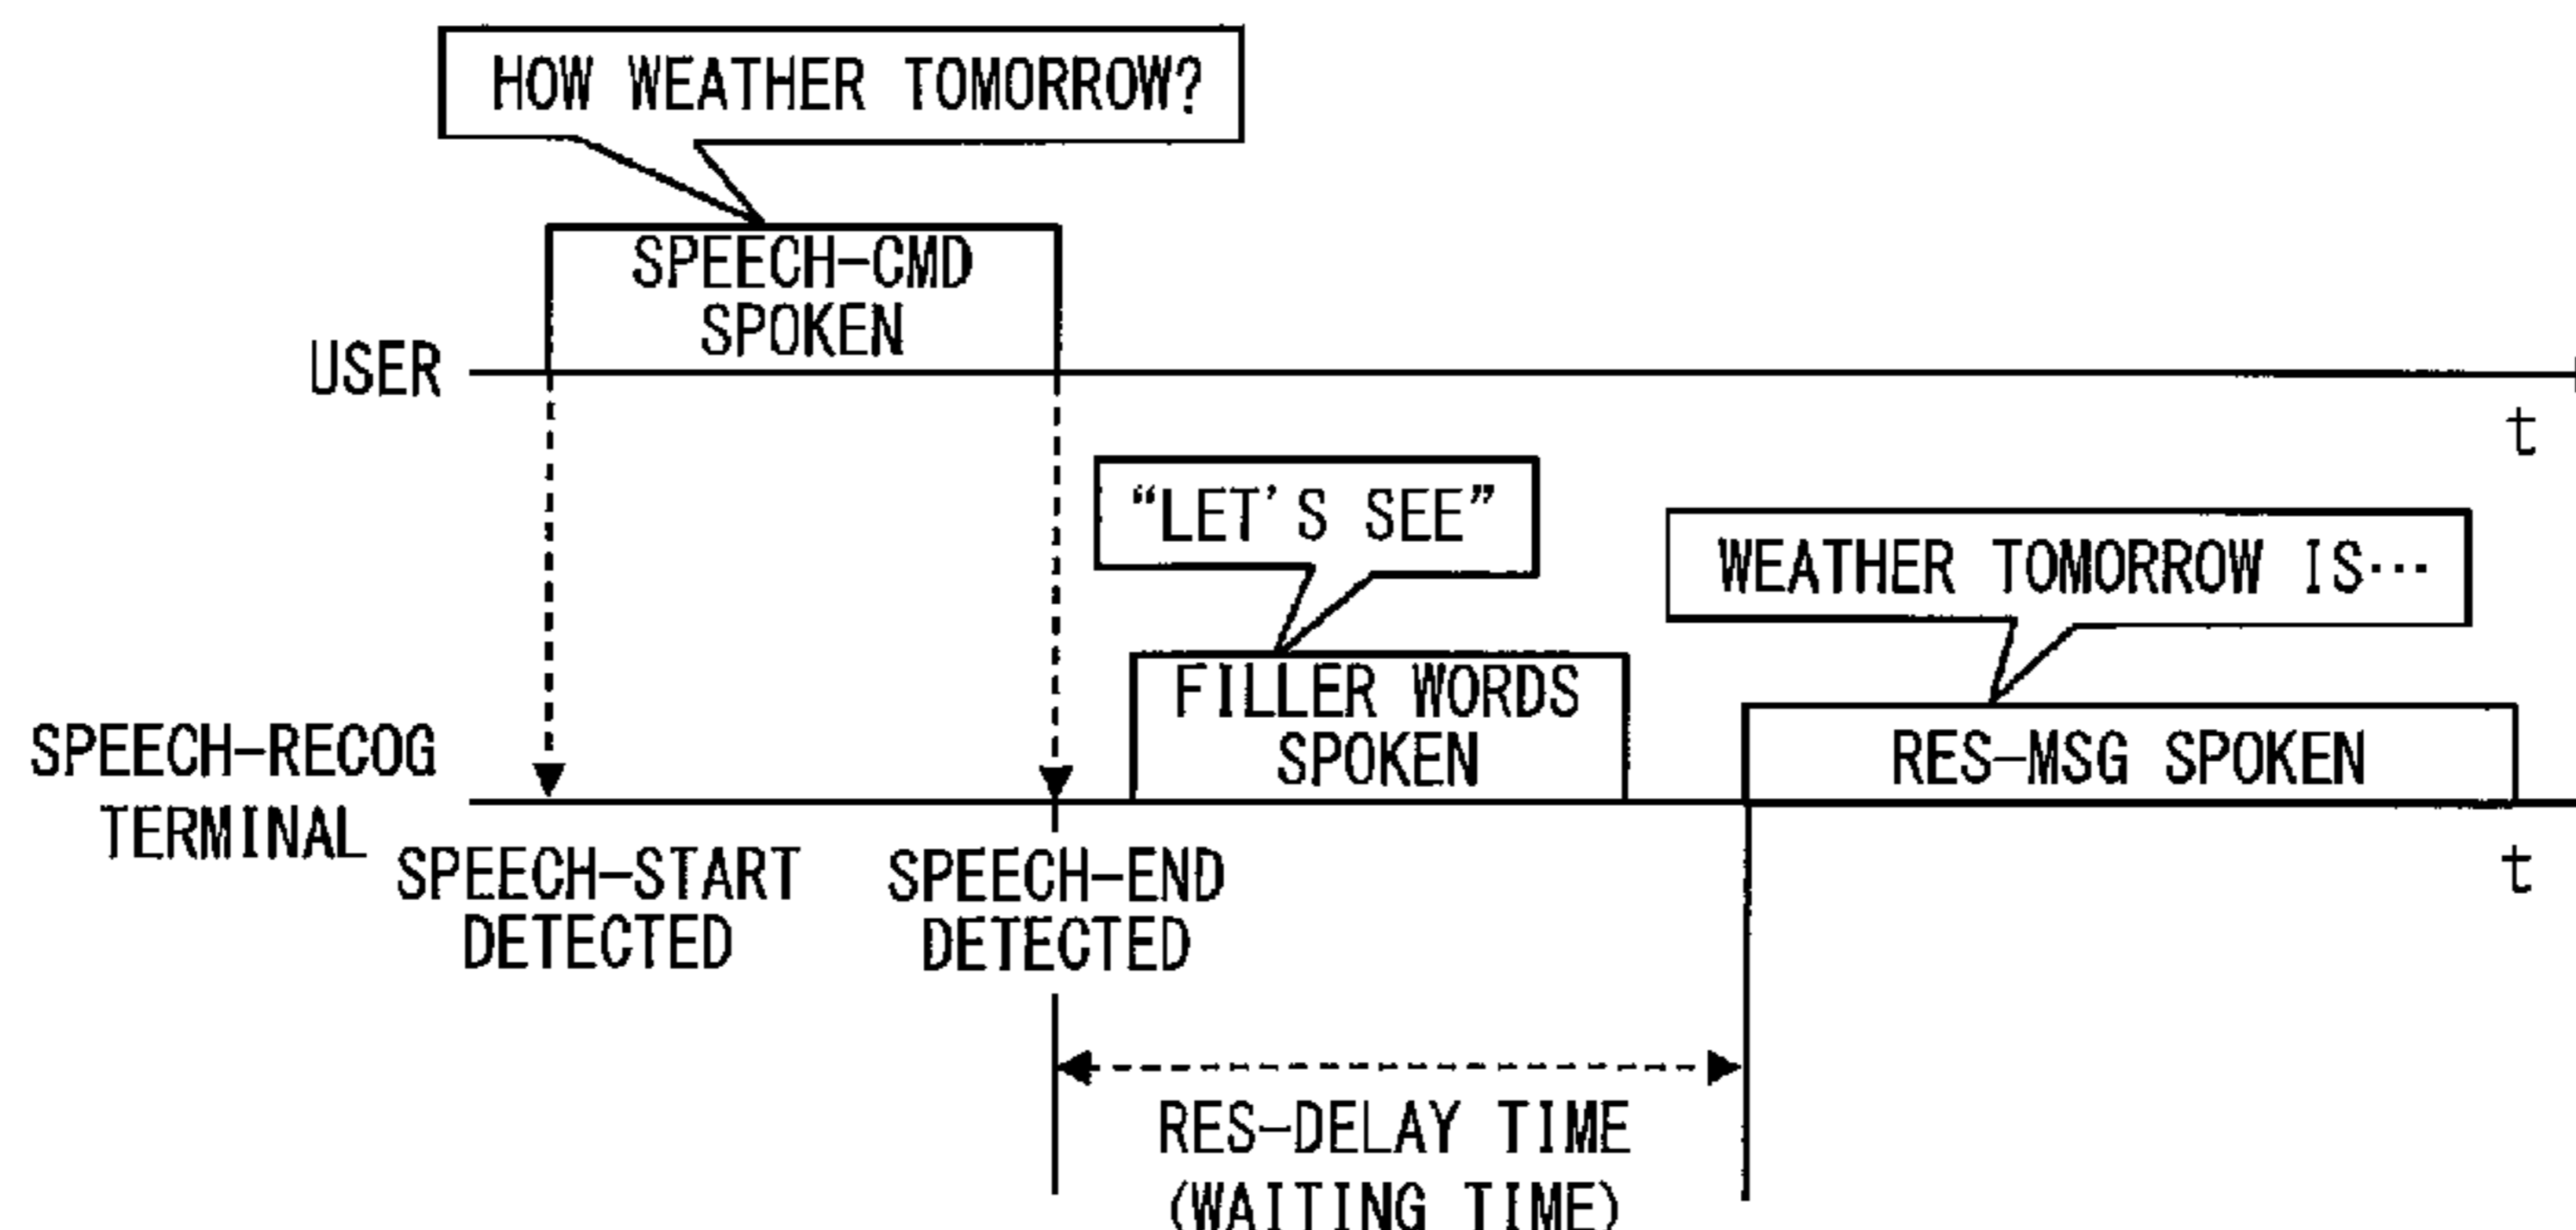 HOW WEATHER TOMORROW?
SPEECH-CMD
SPOKEN
USER
t
“LET'S SEE”
WEATHER TOMORROW IS···
FILLER WORDS
SPOKEN
SPEECH-RECOG
TERMINAL
RES-MSG SPOKEN
SPEECH-START
DETECTED
SPEECH-END
DETECTED
t
RES-DELAY TIME
(WAITING TIME)